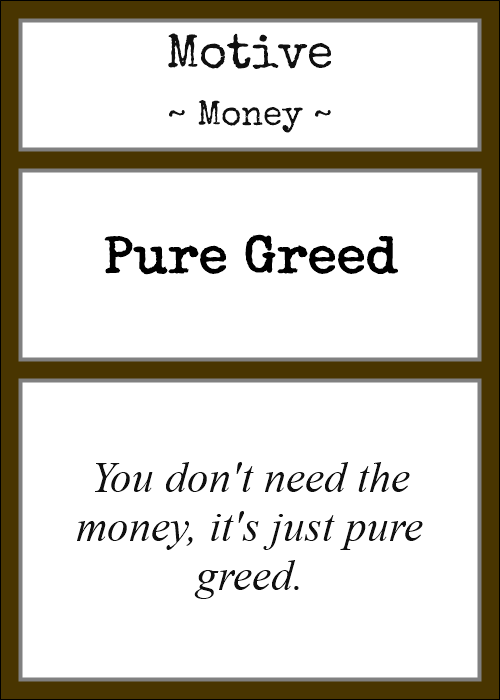 Motive
~ Money ~
Pure Greed
You don't need the
money, it's just pure
greed.